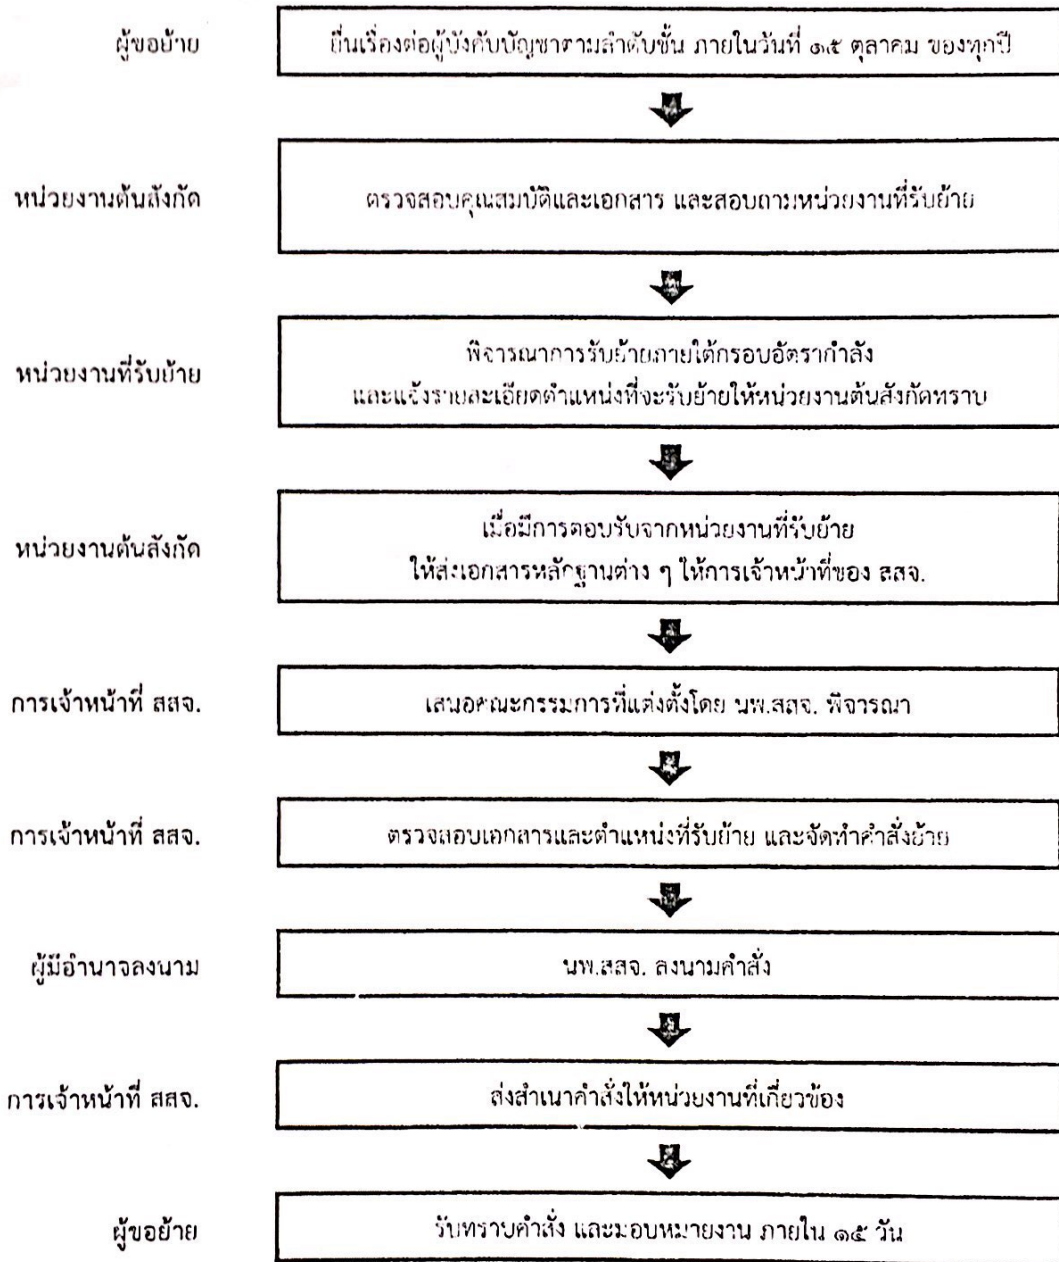 ผู้ขอย้าย
ยื่นเรื่องต่อผู้บังคับบัญชาตามลำดับชั้น ภายในวันที่ ๑๕ ตุลาคม ของทุกปี
หน่วยงานต้นสังกัด
ตรวจสอบคุณสมบัติและเอกสาร และสอบถามหน่วยงานที่รับย้าย
หน่วยงานที่รับย้าย
พิจารณาการรับย้ายภายใต้กรอบอัตรากำลัง
และแจ้งรายละเอียดตำแหน่งที่จะรับย้ายให้หน่วยงานต้นสังกัดทราบ
หน่วยงานต้นสังกัด
เมื่อมีการตอบรับจากหน่วยงานที่รับย้าย
ให้ส่งเอกสารหลักฐานต่าง ๆ ให้การเจ้าหน้าที่ของ สสจ.
การเจ้าหน้าที่ สสจ.
เสนอคณะกรรมการที่แต่งตั้งโดย นพ.สสจ. พิจารณา
การเจ้าหน้าที่ สสจ.
ตรวจสอบเอกสารและตำแหน่งที่รับย้าย และจัดทำคำสั่งย้าย
ผู้มีอำนาจลงนาม
นพ.สสจ. ลงนามคำสั่ง
การเจ้าหน้าที่ สสจ.
ส่งสำเนาคำสั่งให้หน่วยงานที่เกี่ยวข้อง
ผู้ขอย้าย
รับทราบคำสั่ง และมอบหมายงาน ภายใน ๑๕ วัน